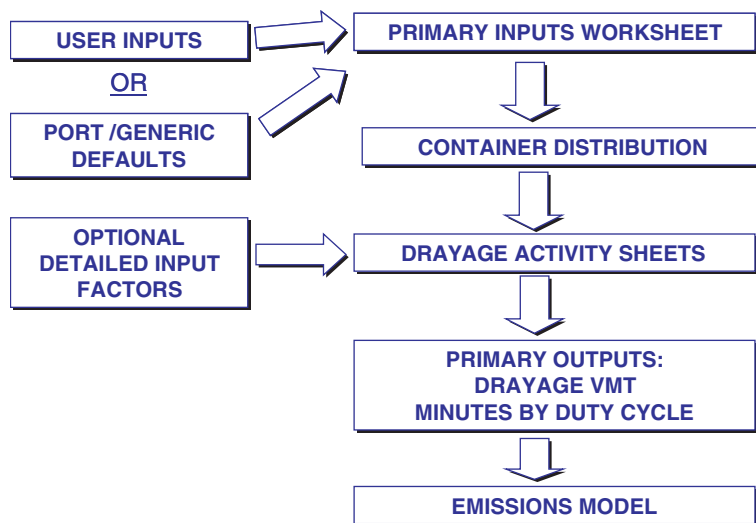 USER INPUTS
OR
PORT /GENERIC
DEFAULTS
OPTIONAL
DETAILED INPUT
FACTORS
PRIMARY INPUTS WORKSHEET
CONTAINER DISTRIBUTION
DRAYAGE ACTIVITY SHEETS
PRIMARY OUTPUTS:
DRAYAGE VMT
MINUTES BY DUTY CYCLE
EMISSIONS MODEL